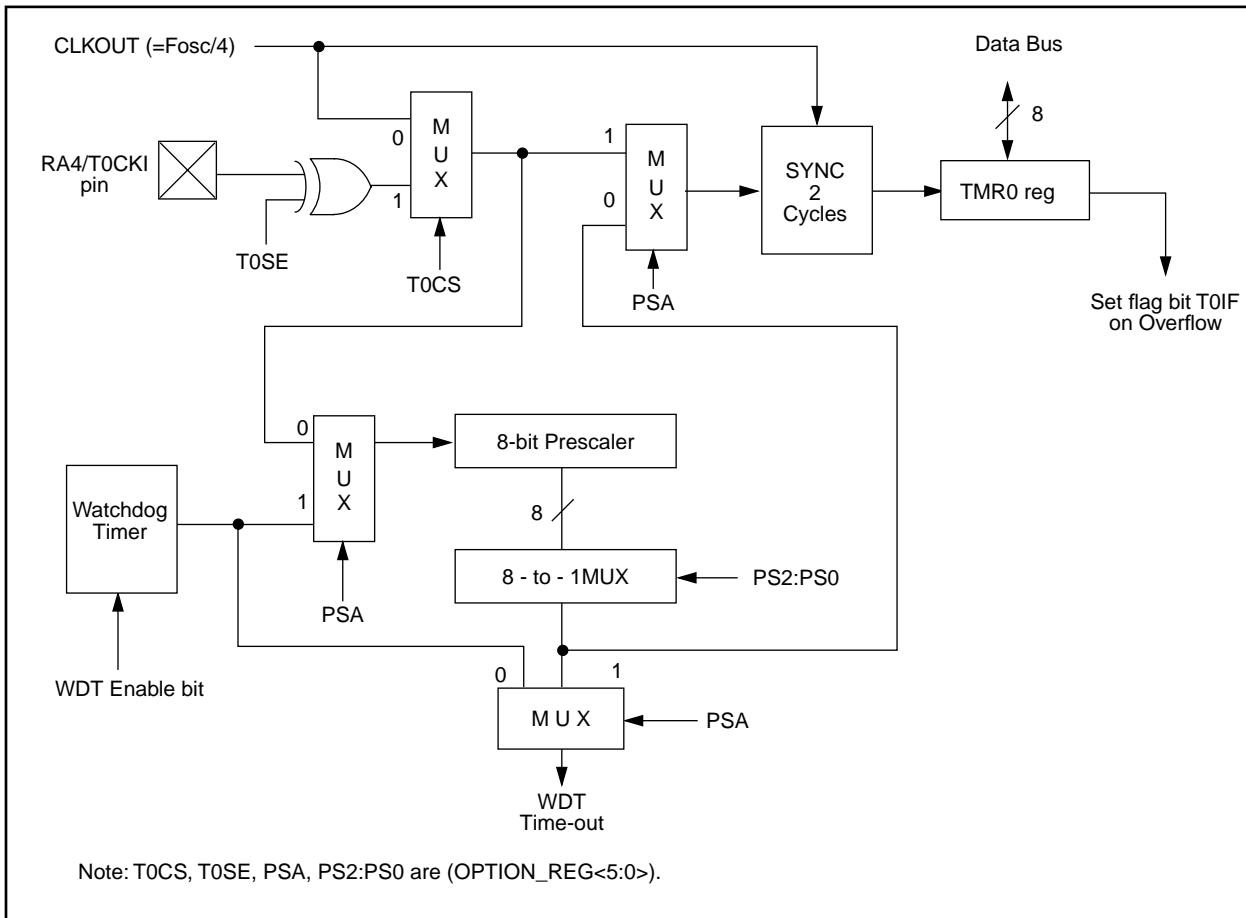 CLKOUT (=Fosc/4)
Data Bus
8
M
U
X
0
1
RA4/T0CKI
pin
T0SE
T0CS
1
0
M
U
X
PSA
SYNC
2
Cycles
TMR0 reg
Set flag bit T0IF
on Overflow
0
1
M
U
X
PSA
8-bit Prescaler
8
Watchdog
Timer
8 - to - 1MUX
PS2:PS0
WDT Enable bit
0
1
M U X
PSA
WDT
Time-out
Note: T0CS, T0SE, PSA, PS2:PS0 are (OPTION_REG<5:0>).